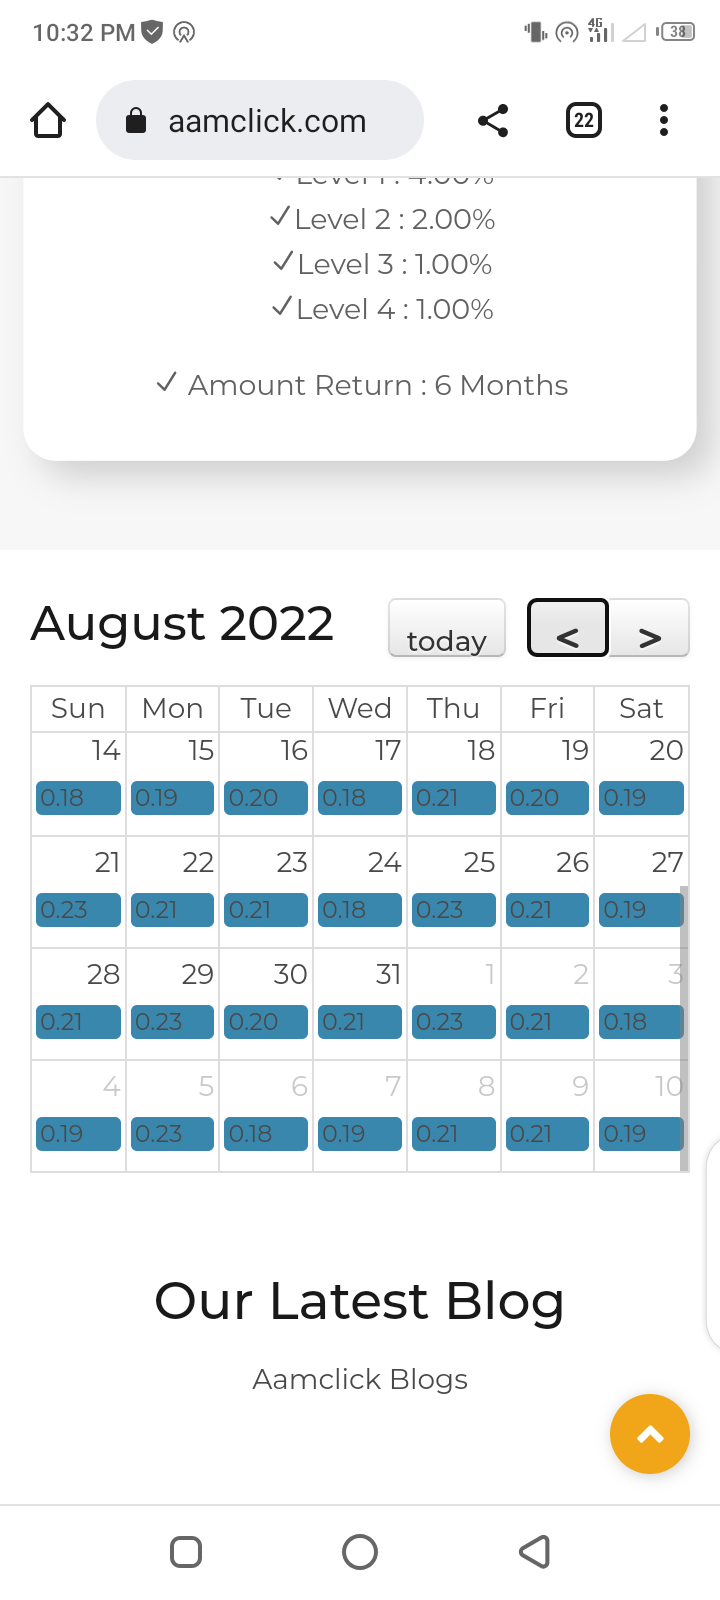 10:32 PM 4G 38
aamclick.com 22
Level 1 : 4.00%
Level 2 : 2.00%
Level 3 : 1.00%
Level 4 : 1.00%
Amount Return : 6 Months
August 2022 today < >
Sun Mon Tue Wed Thu Fri Sat
14 15 16 17 18 19 20
0.18 0.19 0.20 0.18 0.21 0.20 0.19
21 22 23 24 25 26 27
0.23 0.21 0.21 0.18 0.23 0.21 0.19
28 29 30 31 1 2 3
0.21 0.23 0.20 0.21 0.23 0.21 0.18
4 5 6 7 8 9 10
0.19 0.23 0.18 0.19 0.21 0.21 0.19
Our Latest Blog
Aamclick Blogs